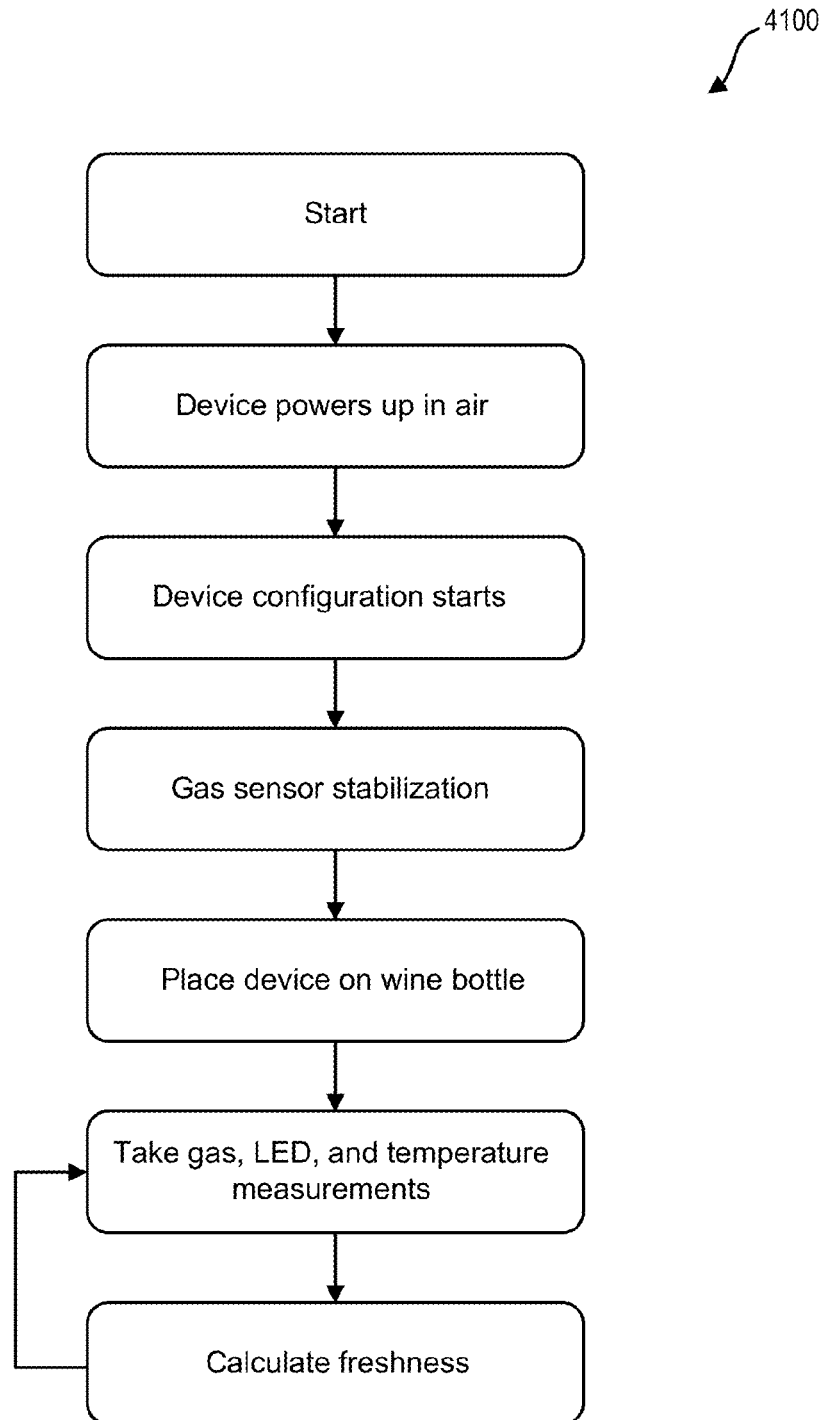 4100
Start
Device powers up in air
Device configuration starts
Gas sensor stabilization
Place device on wine bottle
Take gas, LED, and temperature
measurements
Calculate freshness